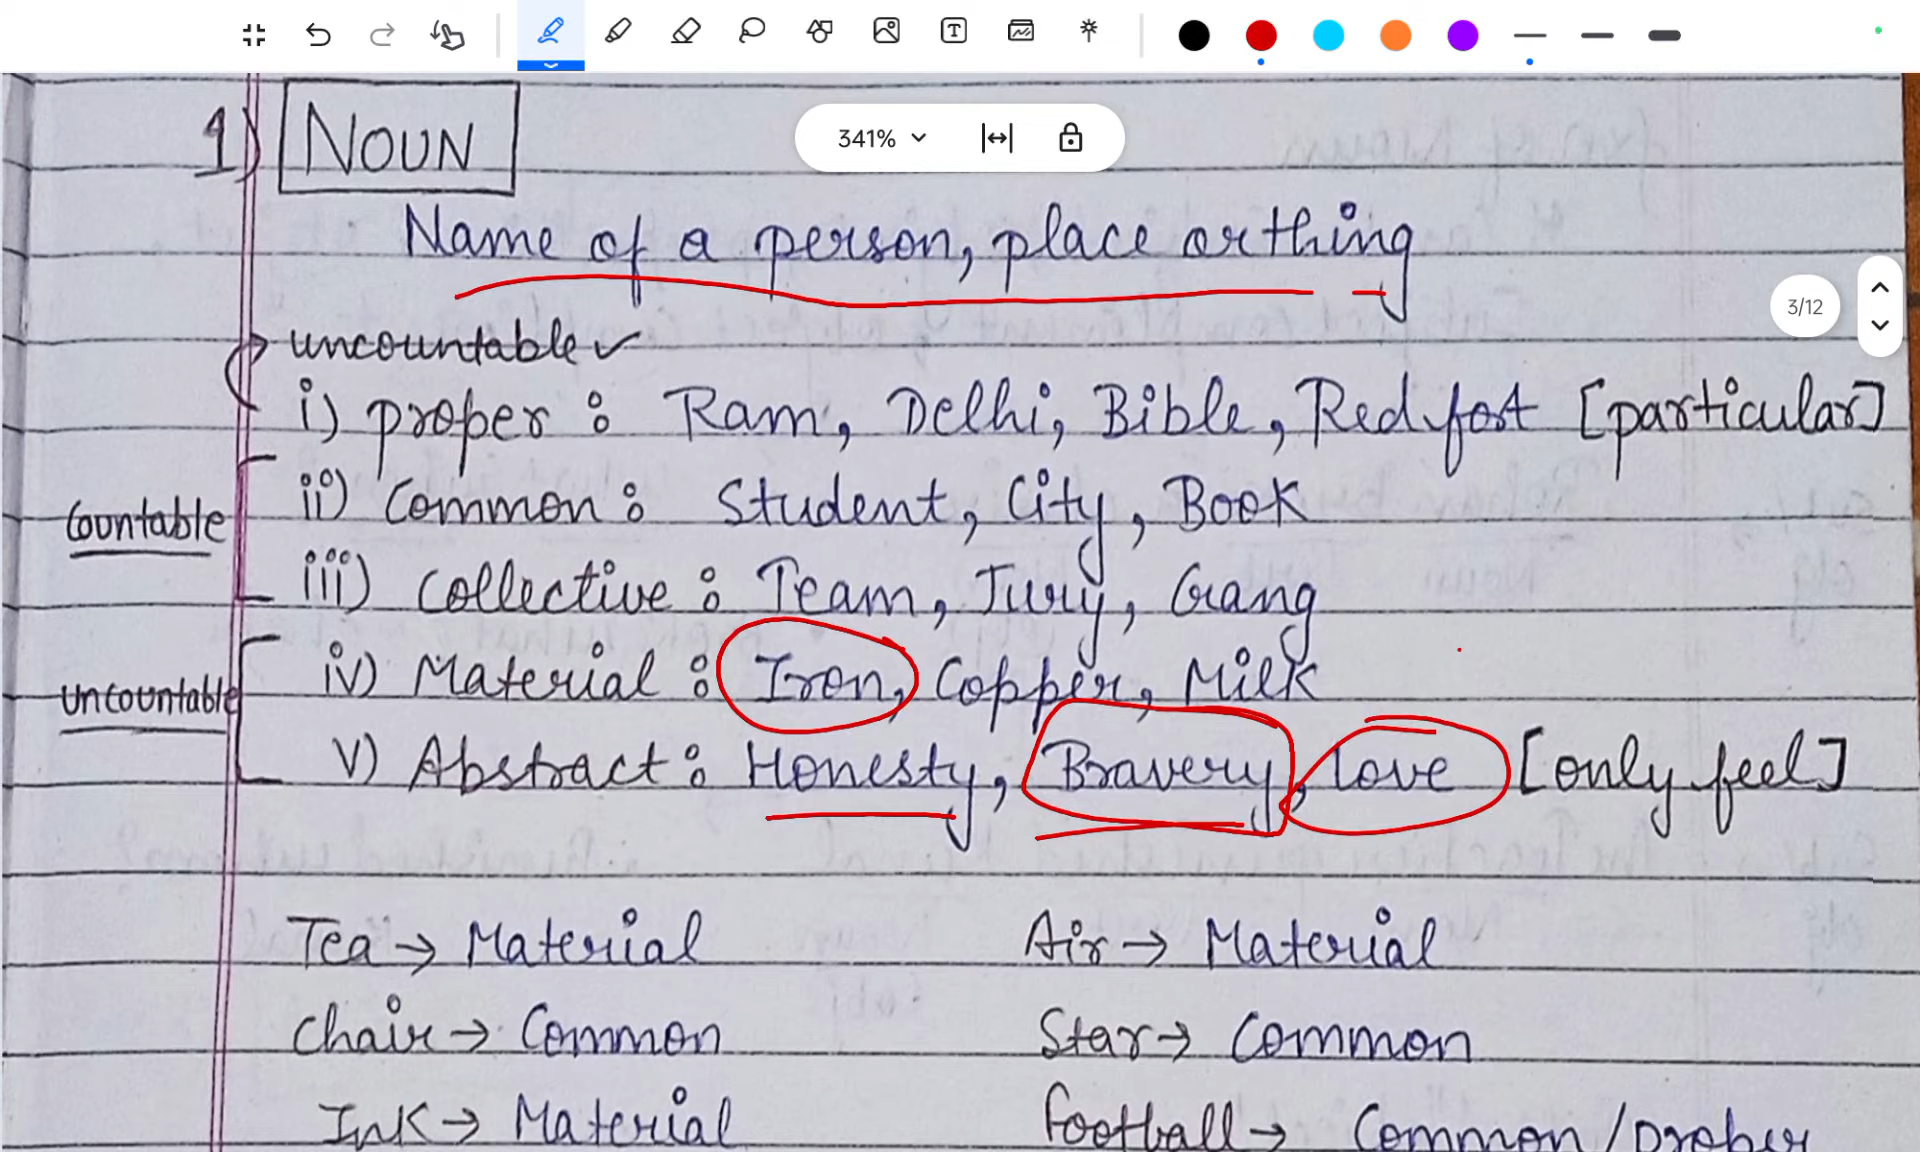 341%
1) NOUN
Name of a person, place or thing
3/12
uncountable ✓
i) proper : Ram, Delhi, Bible, Red fort [particular]
Countable
ii) Common : Student, City, Book
iii) Collective : Team, Jury, Gang
uncountable
iv) Material : Iron, Copper, Milk
v) Abstract : Honesty, Bravery, love [only feel]
Tea → Material
Air → Material
Chair → Common
Star → Common
Ink → Material
football → Common/proper